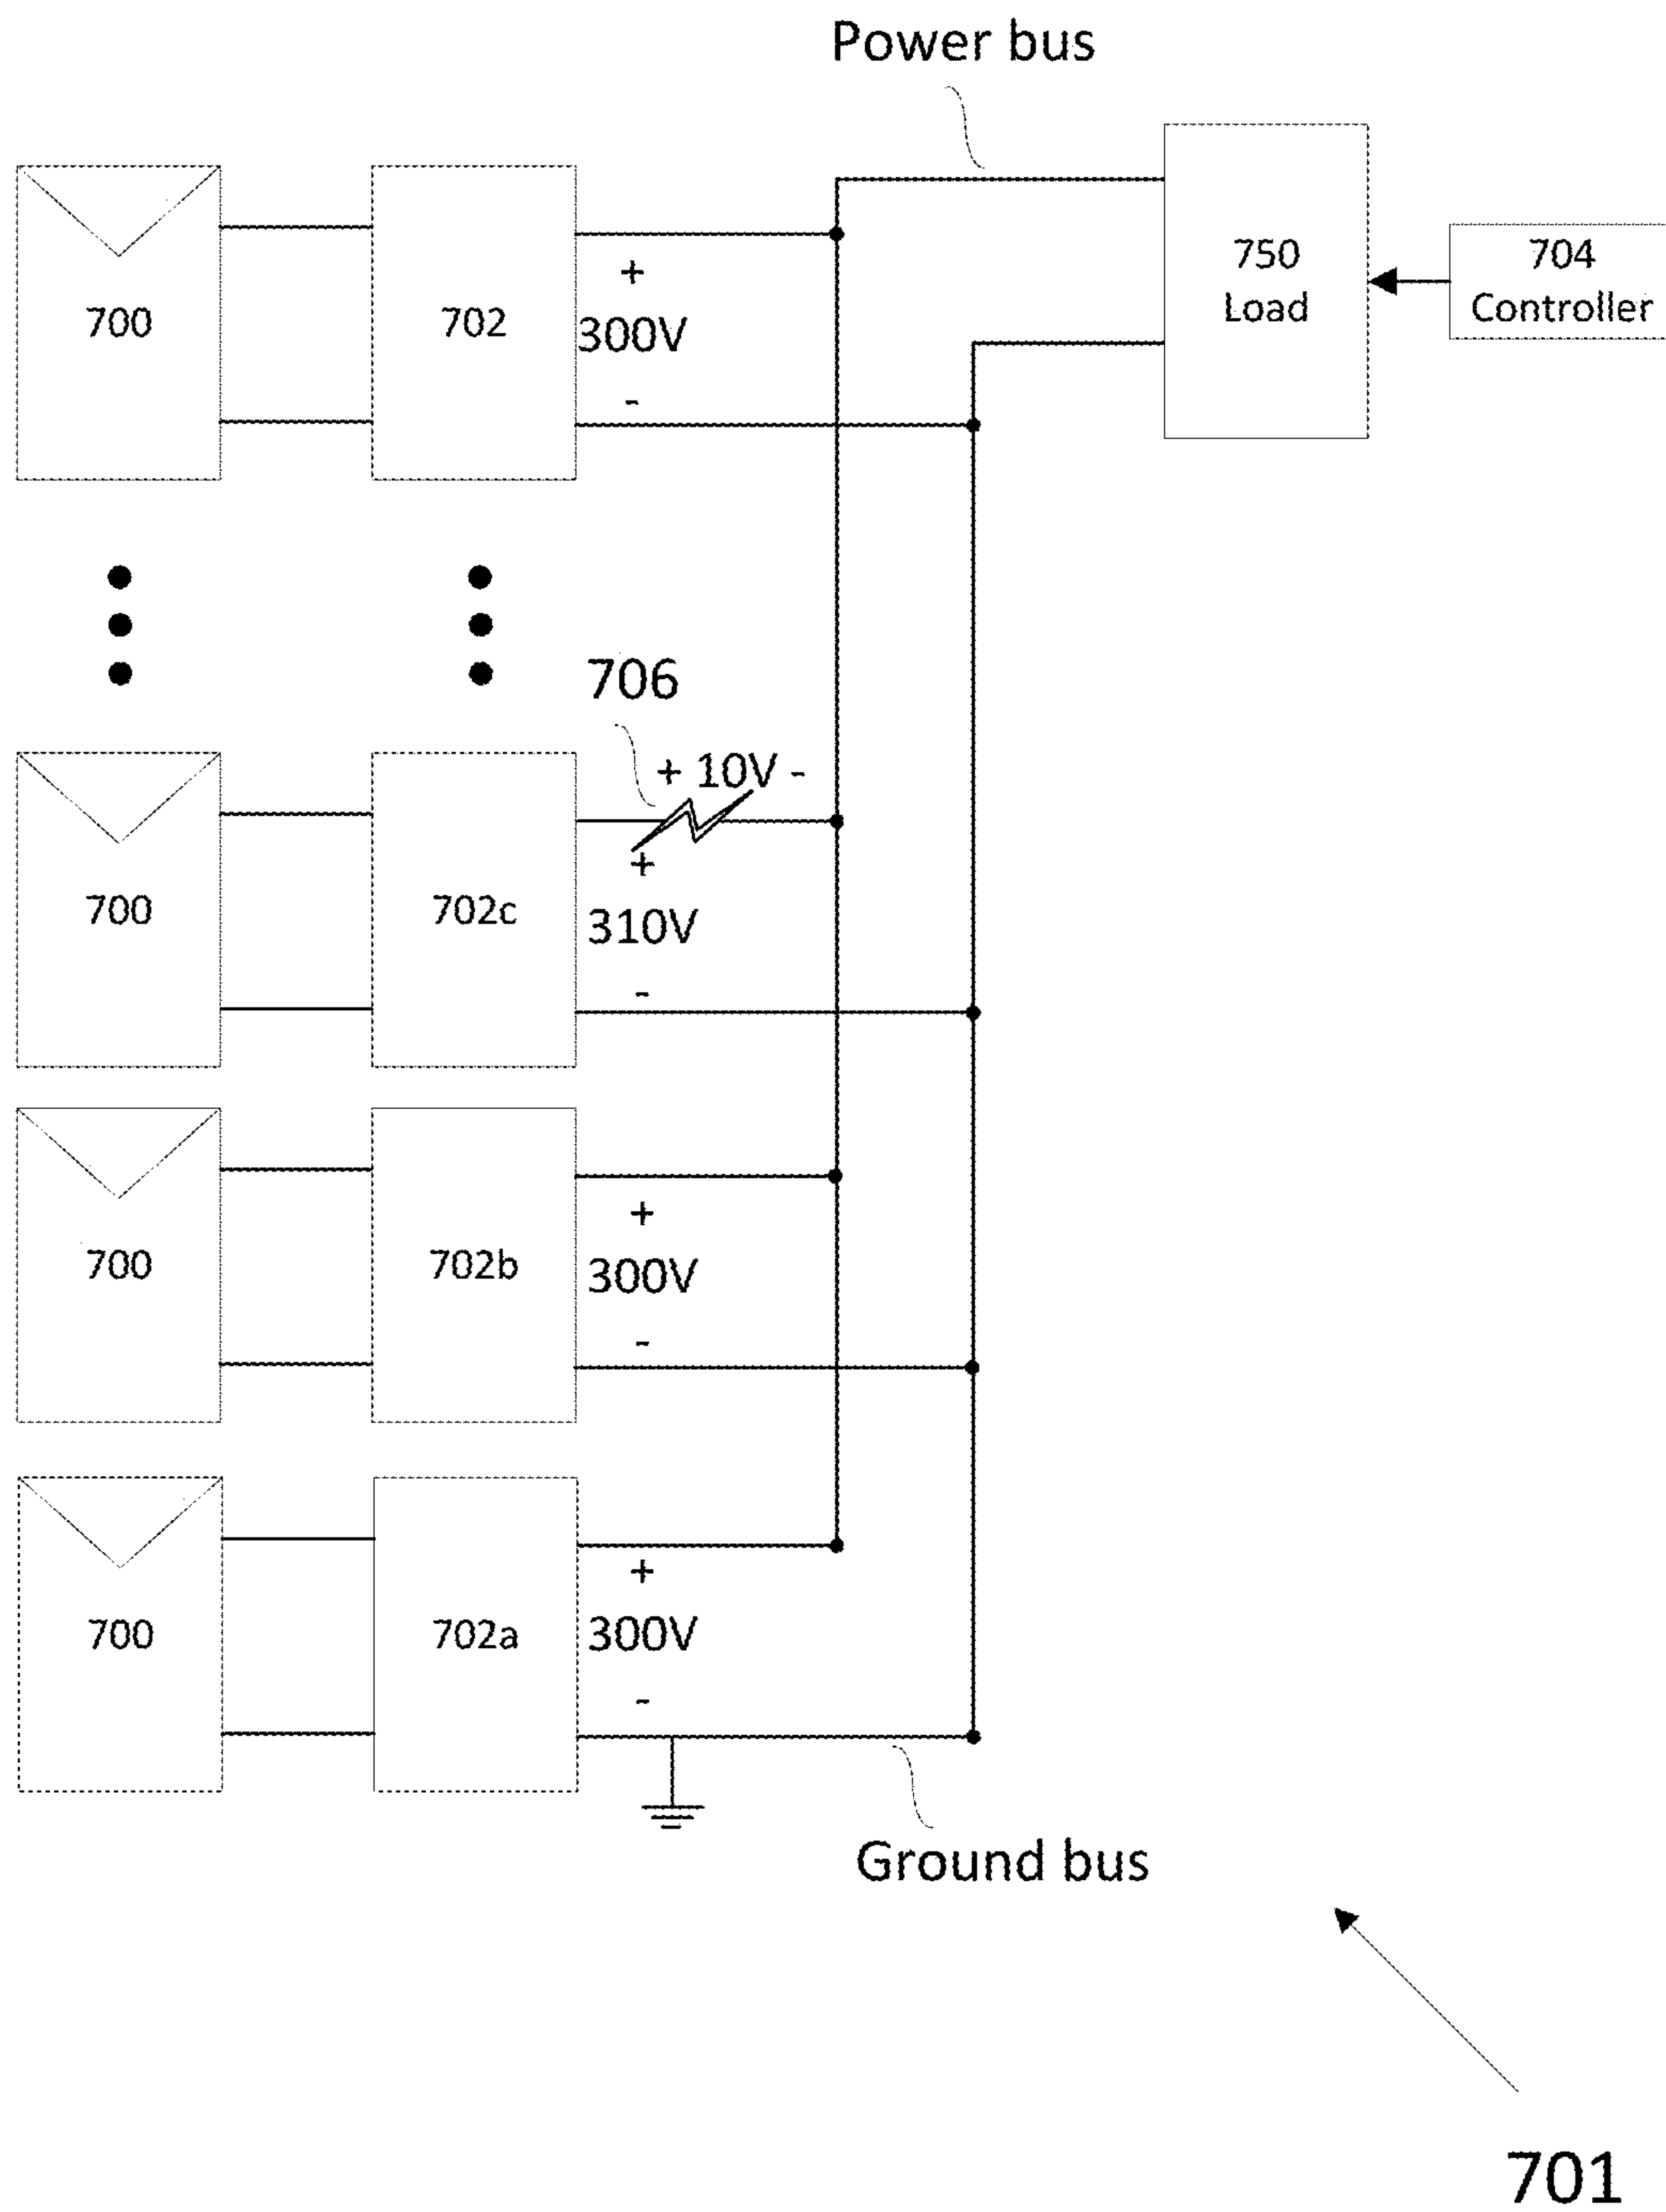 Power bus
700
702
+
300V
-
750
Load
704
Controller
706
+ 10V -
700
702c
+
310V
-
700
702b
+
300V
-
700
702a
+
300V
-
Ground bus
701